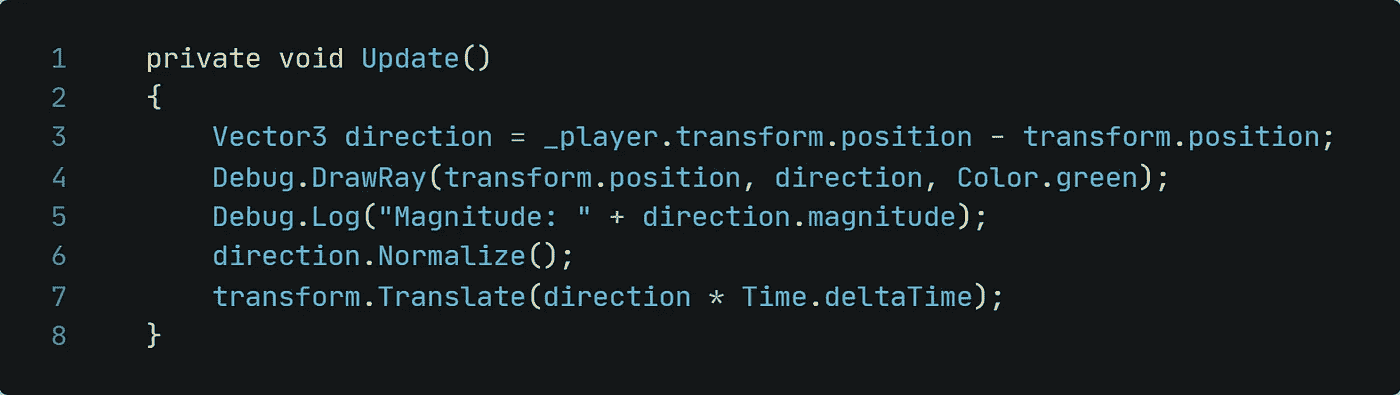 1 private void Update()
2 {
3 Vector3 direction = _player.transform.position - transform.position;
4 Debug.DrawRay(transform.position, direction, Color.green);
5 Debug.Log("Magnitude: " + direction.magnitude);
6 direction.Normalize();
7 transform.Translate(direction * Time.deltaTime);
8 }